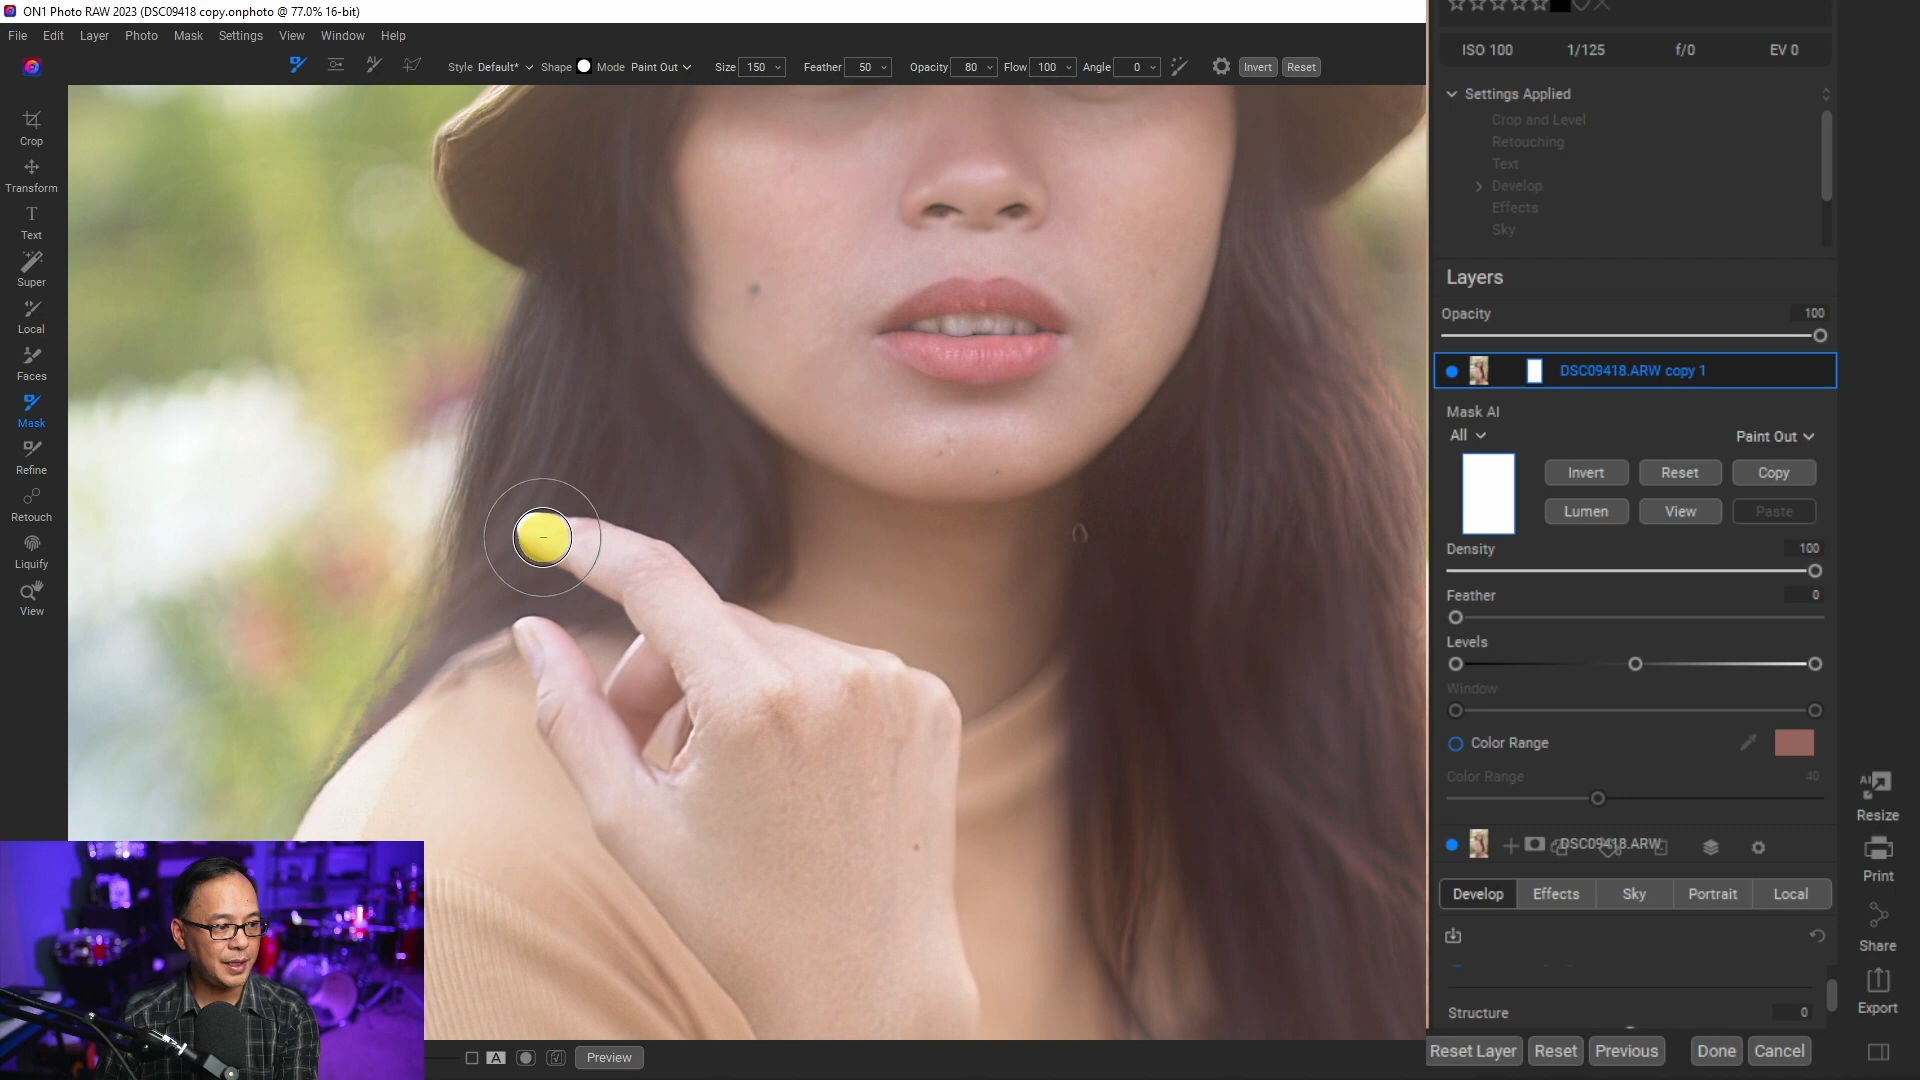 ON1 Photo RAW 2023 (DSC09418 copy.onphoto @ 77.0% 16-bit)
File Edit Layer Photo Mask Settings View Window Help
Style Default* Shape Mode Paint Out Size 150 Feather 50 Opacity 80 Flow 100 Angle 0 Invert Reset
Crop
Transform
Text
Super
Local
Faces
Mask
Refine
Retouch
Liquify
View
Preview
ISO 100 1/125 f/0 EV 0
Settings Applied
Crop and Level
Retouching
Text
Develop
Effects
Sky
Layers
Opacity 100
DSC09418.ARW copy 1
Mask AI
All Paint Out
Invert Reset Copy
Lumen View Paste
Density 100
Feather 0
Levels
Window
Color Range
Color Range 40
DSC09418.ARW
Develop Effects Sky Portrait Local
Structure 0
Reset Layer Reset Previous Done Cancel
AI
Resize
Print
Share
Export